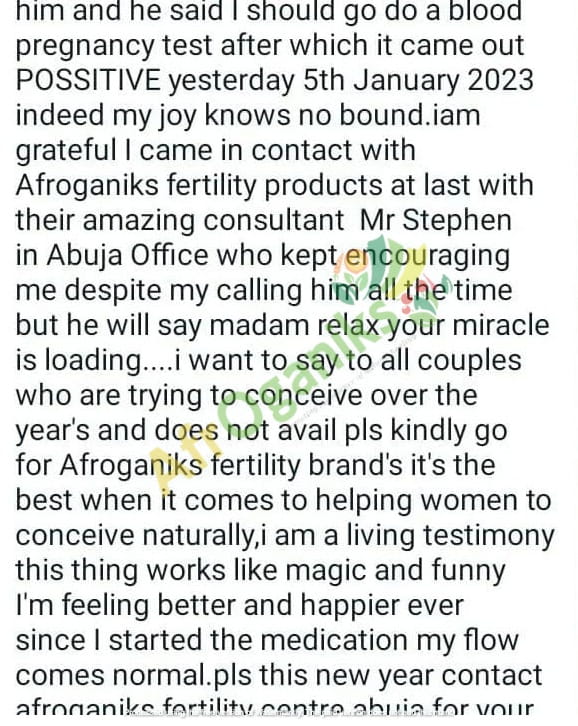 him and he said I should go do a blood
pregnancy test after which it came out
POSSITIVE yesterday 5th January 2023
indeed my joy knows no bound.iam
grateful I came in contact with
Afroganiks fertility products at last with
their amazing consultant  Mr Stephen
in Abuja Office who kept encouraging
me despite my calling him all the time
but he will say madam relax your miracle
is loading....i want to say to all couples
who are trying to conceive over the
year's and does not avail pls kindly go
for Afroganiks fertility brand's it's the
best when it comes to helping women to
conceive naturally,i am a living testimony
this thing works like magic and funny
I'm feeling better and happier ever
since I started the medication my flow
comes normal.pls this new year contact
afroganiks fertility centre abuja for your
AfrOganiks